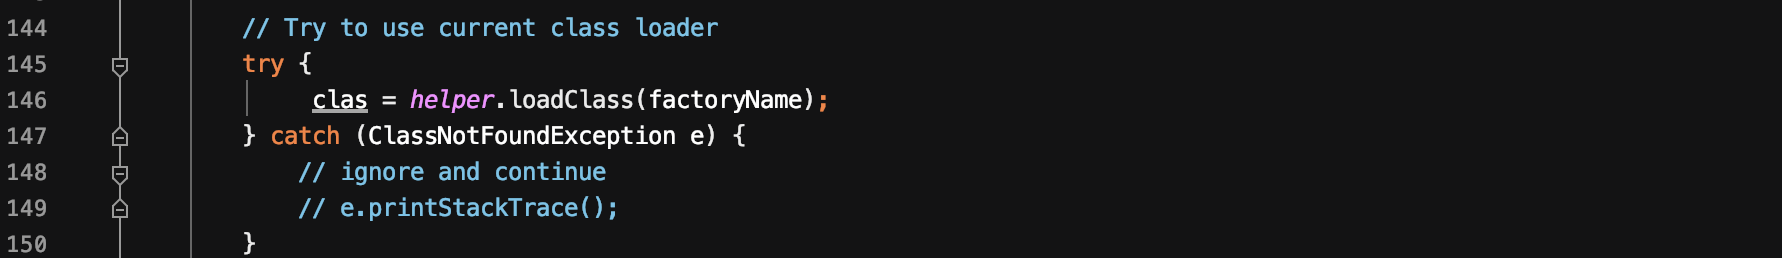 144 // Try to use current class loader
145 try {
146 clas = helper.loadClass(factoryName);
147 } catch (ClassNotFoundException e) {
148 // ignore and continue
149 // e.printStackTrace();
150 }